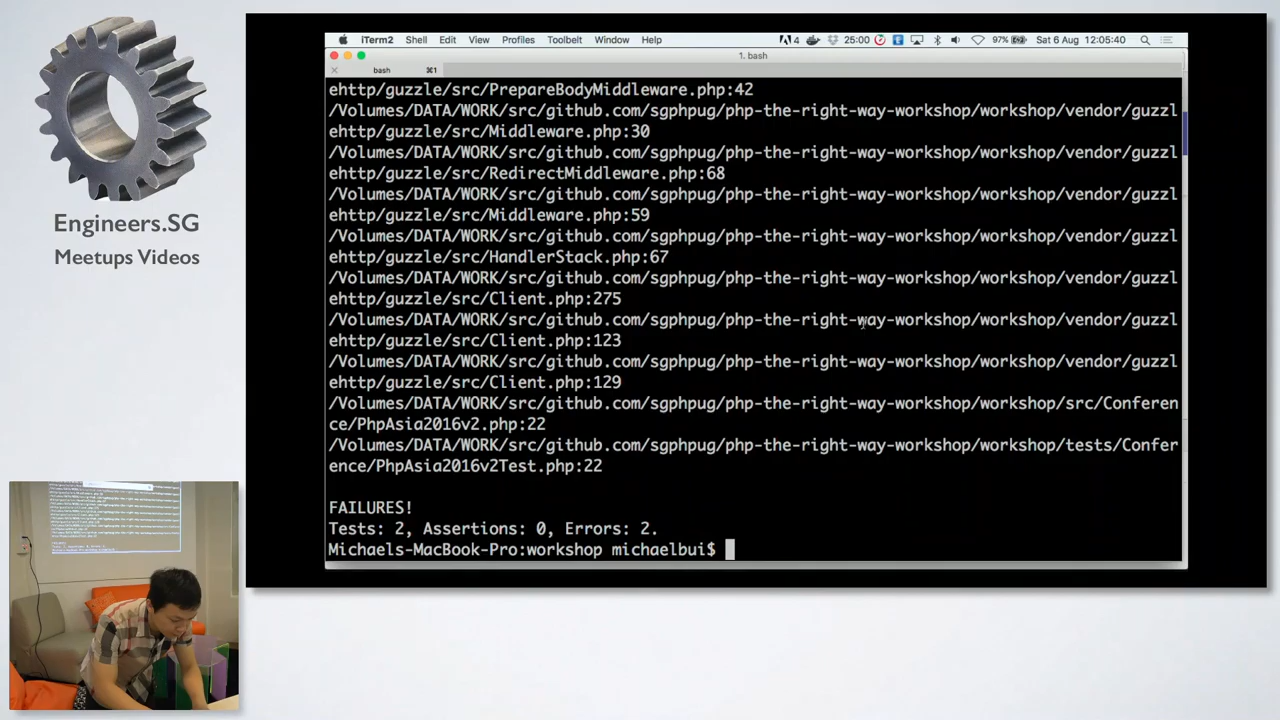 Engineers.SG
Meetups Videos
iTerm2 Shell Edit View Profiles Toolbelt Window Help
4 25:00 97% Sat 6 Aug 12:05:40
1. bash
bash ⌘1
ehttp/guzzle/src/PrepareBodyMiddleware.php:42
/Volumes/DATA/WORK/src/github.com/sgphpug/php-the-right-way-workshop/workshop/vendor/guzzl
ehttp/guzzle/src/Middleware.php:30
/Volumes/DATA/WORK/src/github.com/sgphpug/php-the-right-way-workshop/workshop/vendor/guzzl
ehttp/guzzle/src/RedirectMiddleware.php:68
/Volumes/DATA/WORK/src/github.com/sgphpug/php-the-right-way-workshop/workshop/vendor/guzzl
ehttp/guzzle/src/Middleware.php:59
/Volumes/DATA/WORK/src/github.com/sgphpug/php-the-right-way-workshop/workshop/vendor/guzzl
ehttp/guzzle/src/HandlerStack.php:67
/Volumes/DATA/WORK/src/github.com/sgphpug/php-the-right-way-workshop/workshop/vendor/guzzl
ehttp/guzzle/src/Client.php:275
/Volumes/DATA/WORK/src/github.com/sgphpug/php-the-right-way-workshop/workshop/vendor/guzzl
ehttp/guzzle/src/Client.php:123
/Volumes/DATA/WORK/src/github.com/sgphpug/php-the-right-way-workshop/workshop/vendor/guzzl
ehttp/guzzle/src/Client.php:129
/Volumes/DATA/WORK/src/github.com/sgphpug/php-the-right-way-workshop/workshop/src/Conferen
ce/PhpAsia2016v2.php:22
/Volumes/DATA/WORK/src/github.com/sgphpug/php-the-right-way-workshop/workshop/tests/Confer
ence/PhpAsia2016v2Test.php:22
FAILURES!
Tests: 2, Assertions: 0, Errors: 2.
Michaels-MacBook-Pro:workshop michaelbui$